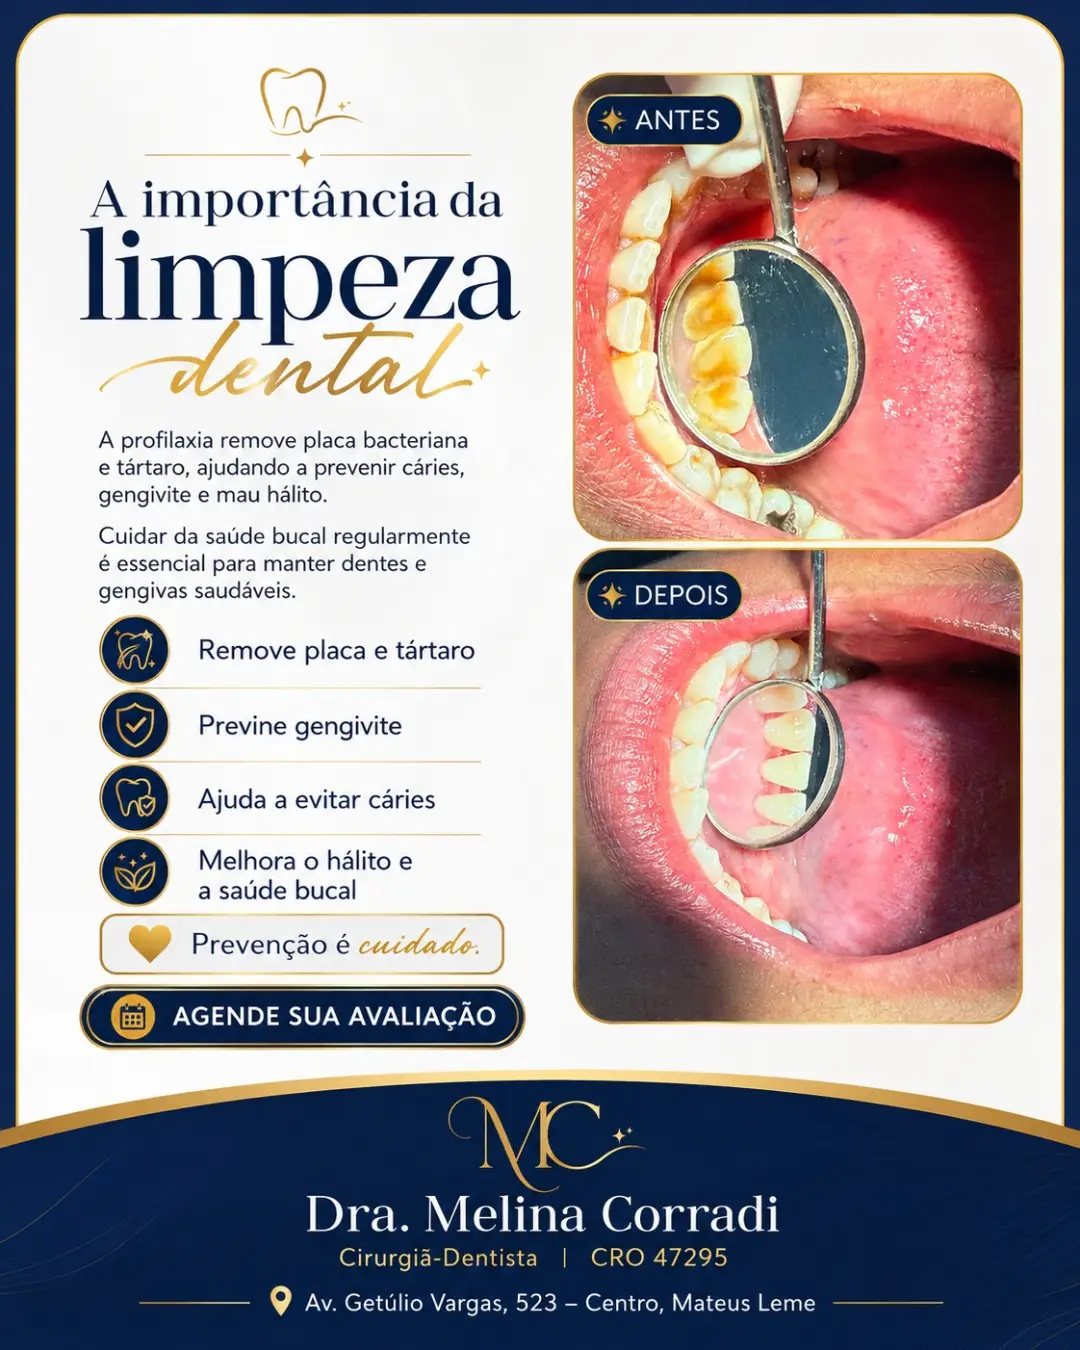 A importância da
limpeza
dental
A profilaxia remove placa bacteriana
e tártaro, ajudando a prevenir cáries,
gengivite e mau hálito.
Cuidar da saúde bucal regularmente
é essencial para manter dentes e
gengivas saudáveis.
Remove placa e tártaro
Previne gengivite
Ajuda a evitar cáries
Melhora o hálito e
a saúde bucal
Prevenção é cuidado.
AGENDE SUA AVALIAÇÃO
ANTES
DEPOIS
MC
Dra. Melina Corradi
Cirurgiã-Dentista | CRO 47295
Av. Getúlio Vargas, 523 – Centro, Mateus Leme